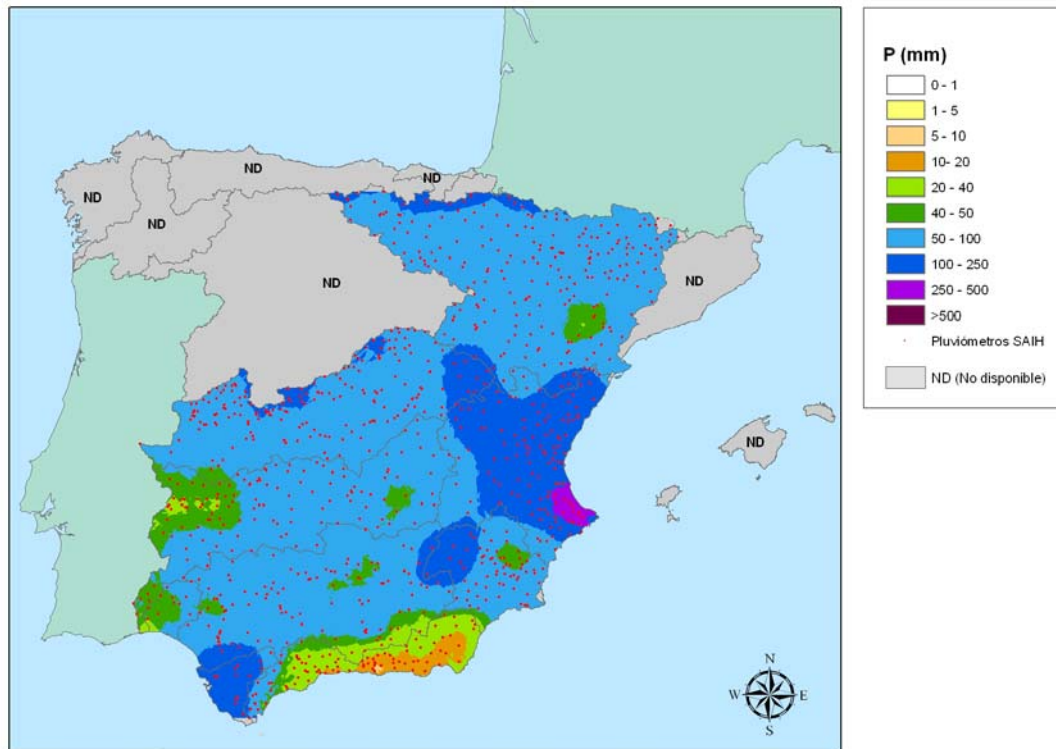 P (mm)
0 - 1
1 - 5
5 - 10
10- 20
20 - 40
40 - 50
50 - 100
100 - 250
250 - 500
>500
Pluviómetros SAIH
ND (No disponible)
ND
ND
ND
ND
ND
ND
ND
N
W
E
S